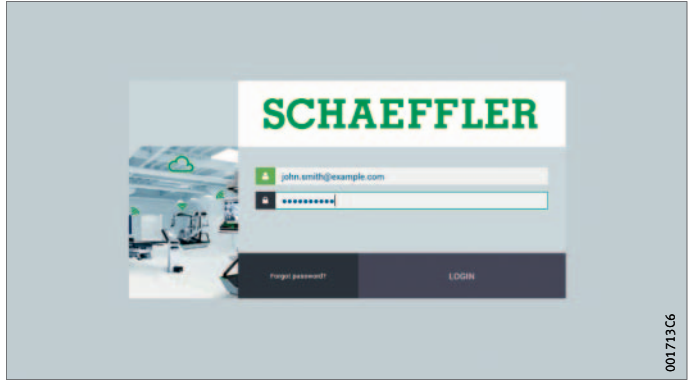 SCHAEFFLER
john.smith@example.com
••••••••••
Forgot password?
LOGIN
001713C6